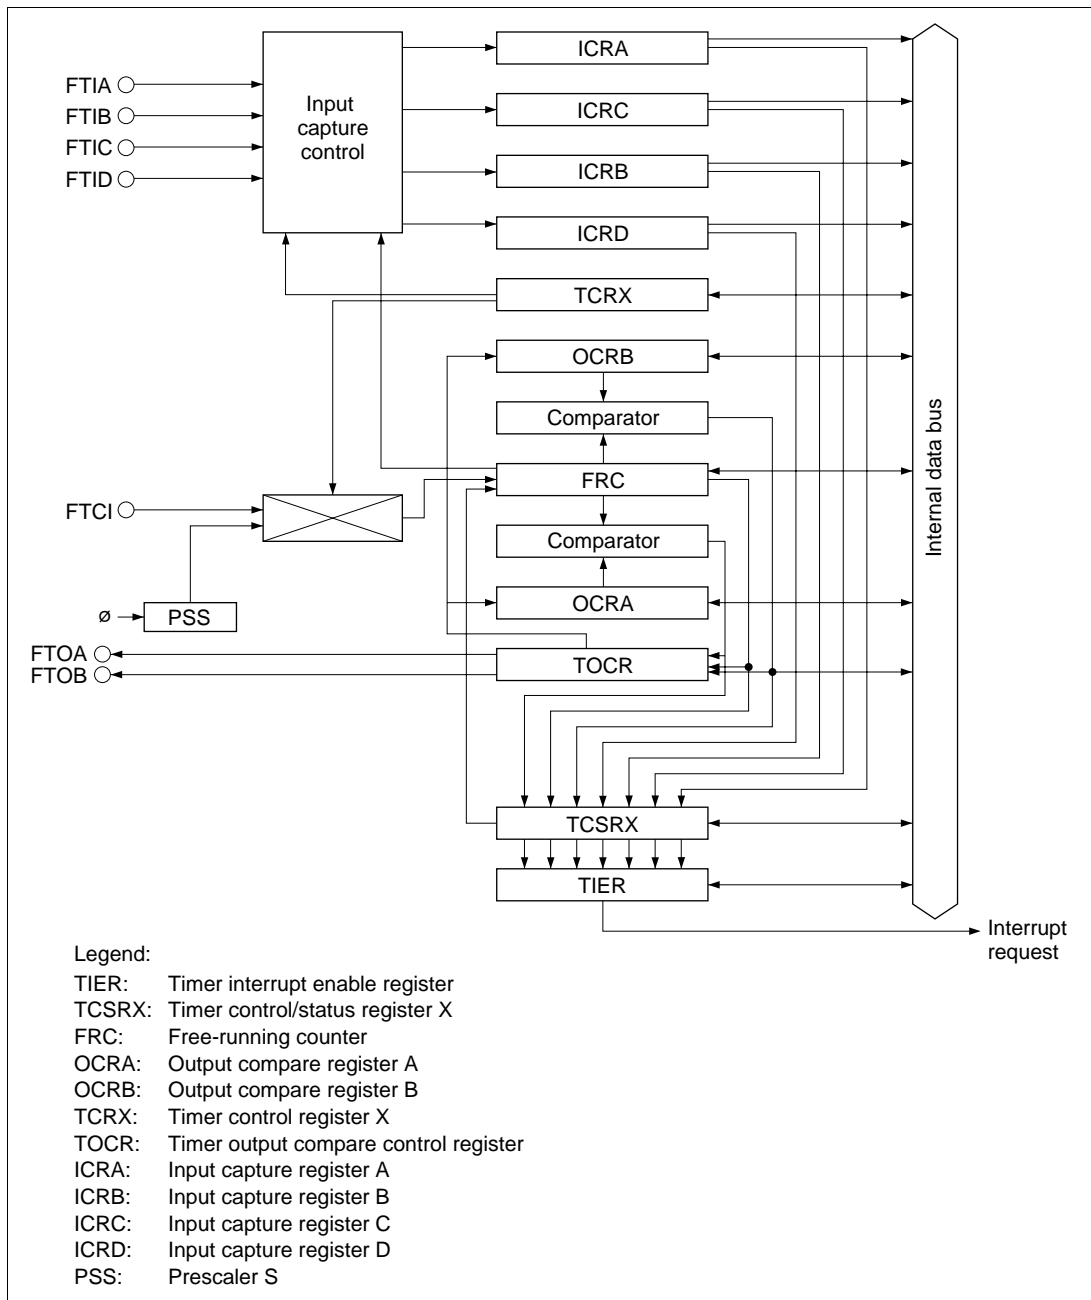 FTIA
FTIB
FTIC
FTID
Input
capture
control
ICRA
ICRC
ICRB
ICRD
TCRX
OCRB
Comparator
FRC
Comparator
OCRA
TOCR
TCSRX
TIER
FTCI
ø
PSS
FTOA
FTOB
Internal data bus
Interrupt
request
Legend:
TIER: Timer interrupt enable register
TCSRX: Timer control/status register X
FRC: Free-running counter
OCRA: Output compare register A
OCRB: Output compare register B
TCRX: Timer control register X
TOCR: Timer output compare control register
ICRA: Input capture register A
ICRB: Input capture register B
ICRC: Input capture register C
ICRD: Input capture register D
PSS: Prescaler S